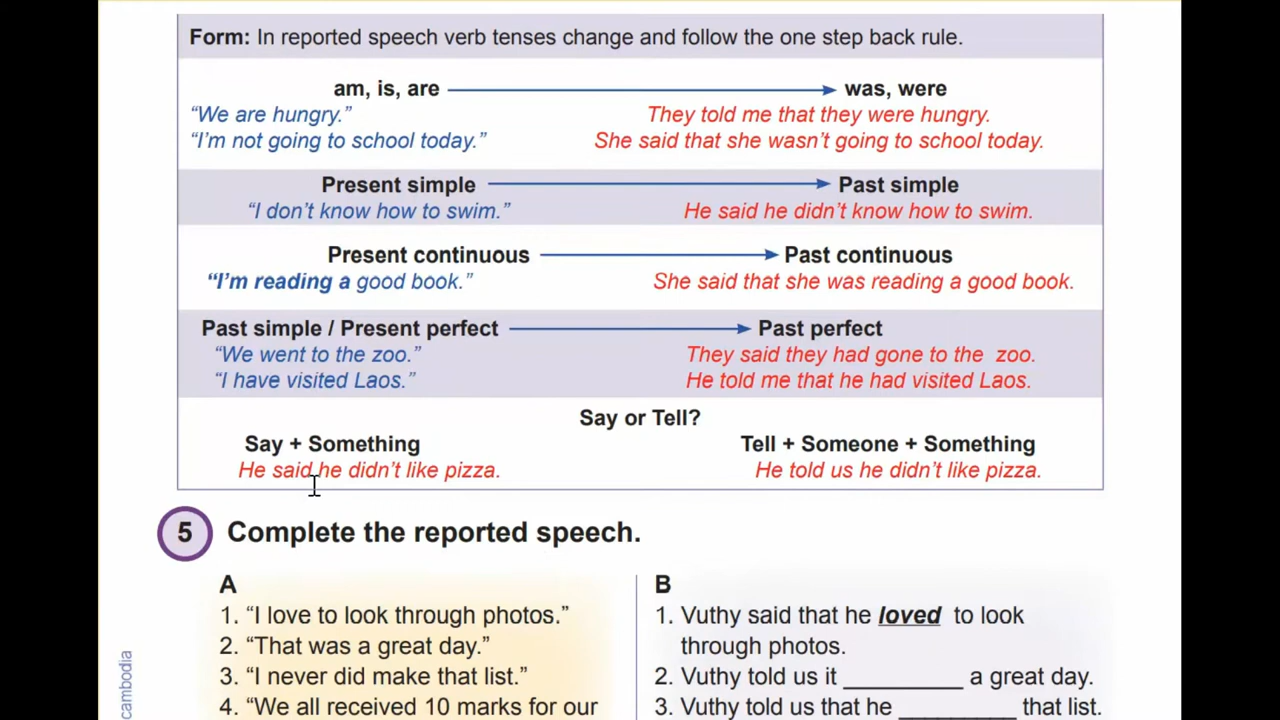 Form: In reported speech verb tenses change and follow the one step back rule.
am, is, are
was, were
“We are hungry.”
They told me that they were hungry.
“I’m not going to school today.”
She said that she wasn’t going to school today.
Present simple
Past simple
“I don’t know how to swim.”
He said he didn’t know how to swim.
Present continuous
Past continuous
“I’m reading a good book.”
She said that she was reading a good book.
Past simple / Present perfect
Past perfect
“We went to the zoo.”
They said they had gone to the zoo.
“I have visited Laos.”
He told me that he had visited Laos.
Say or Tell?
Say + Something
Tell + Someone + Something
He said he didn’t like pizza.
He told us he didn’t like pizza.
5 Complete the reported speech.
A
1. “I love to look through photos.”
2. “That was a great day.”
3. “I never did make that list.”
4. “We all received 10 marks for our
B
1. Vuthy said that he loved to look
through photos.
2. Vuthy told us it __________ a great day.
3. Vuthy told us that he __________ that list.
cambodia